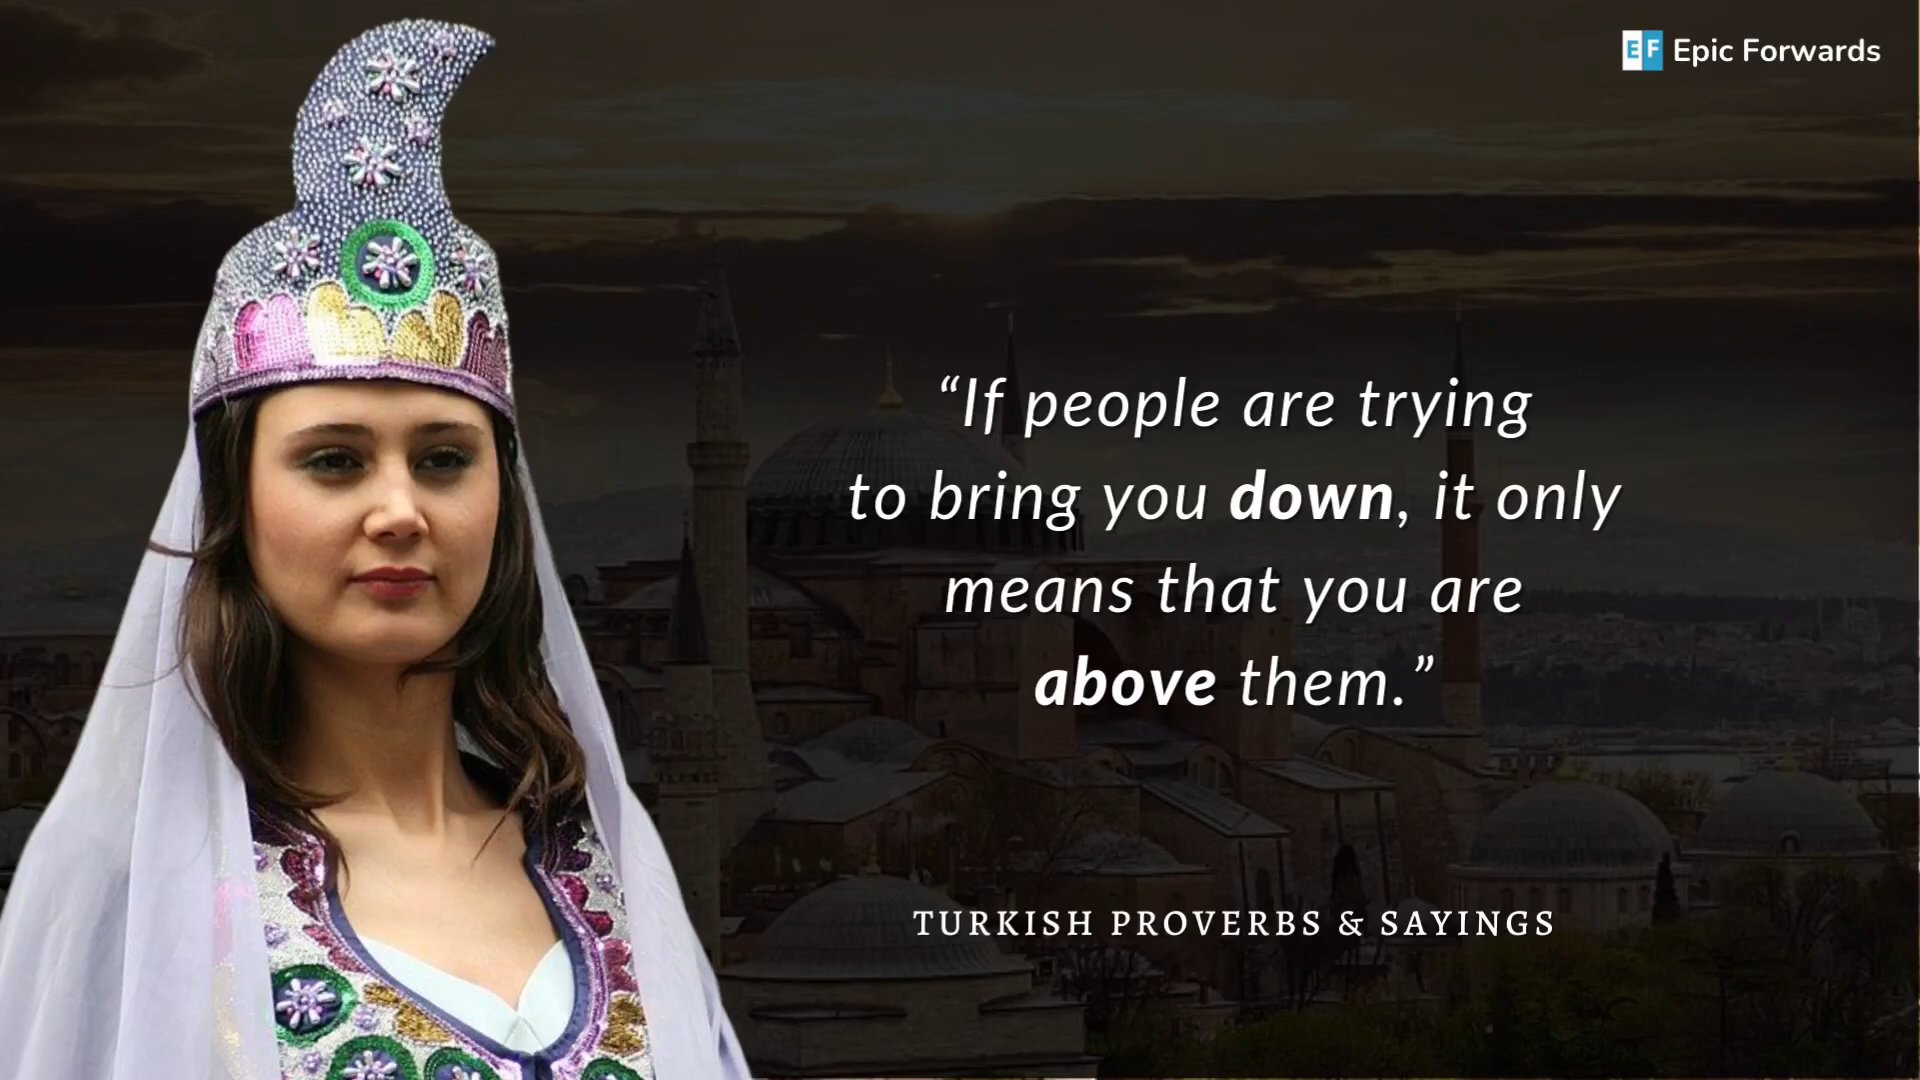 EF Epic Forwards
“If people are trying
to bring you down, it only
means that you are
above them.”
TURKISH PROVERBS & SAYINGS